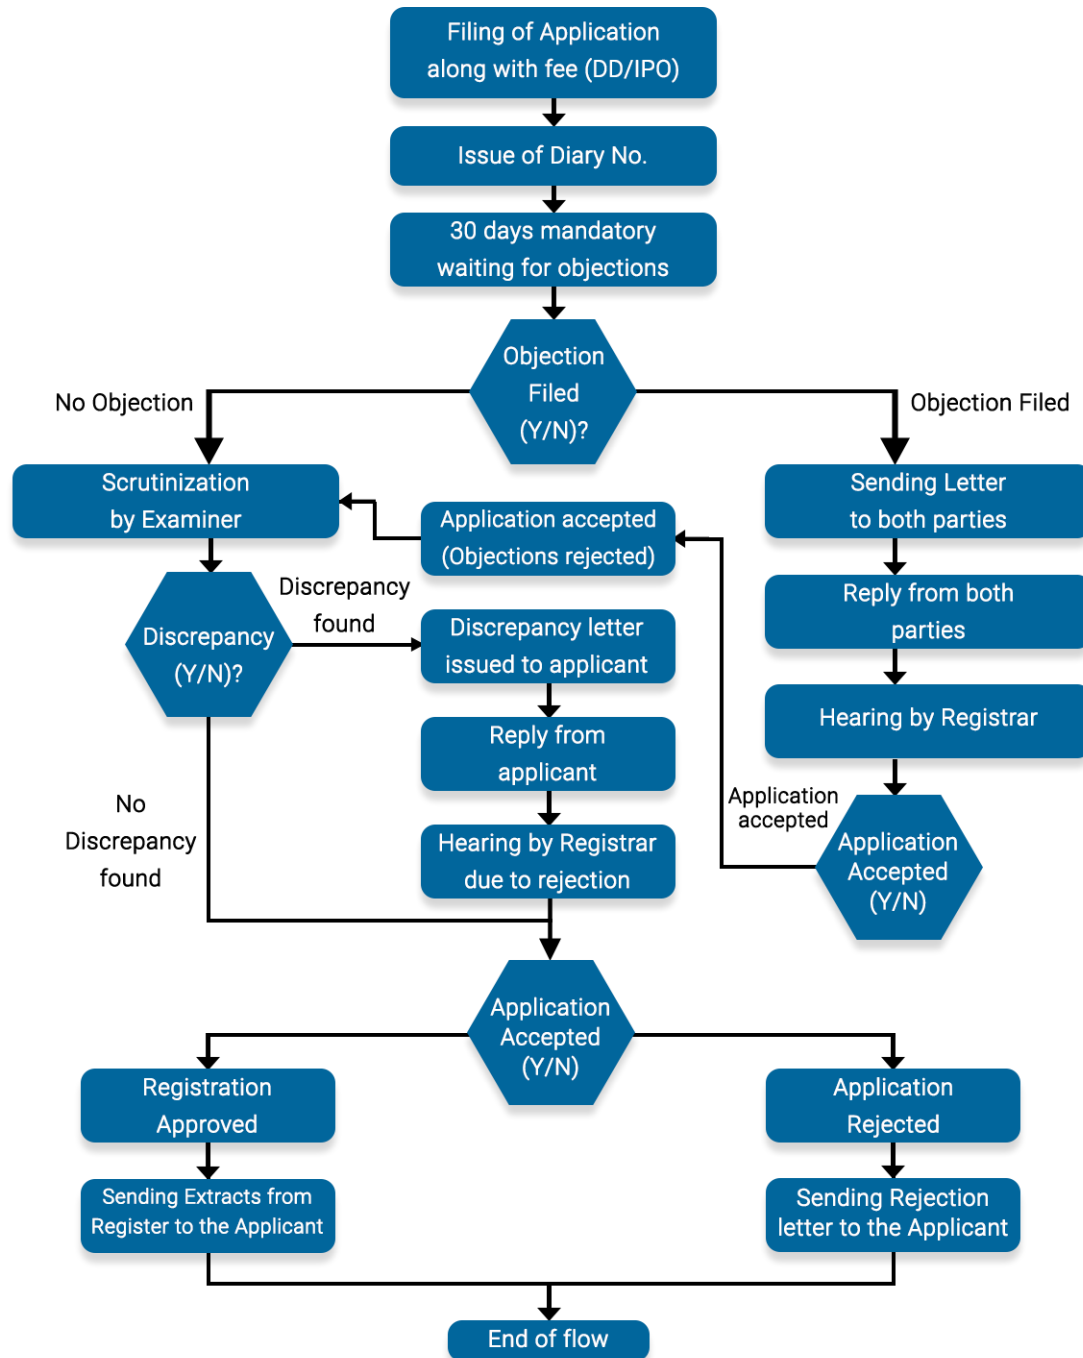 Filing of Application
along with fee (DD/IPO)
Issue of Diary No.
30 days mandatory
waiting for objections
Objection
Filed
(Y/N)?
No Objection
Objection Filed
Scrutinization
by Examiner
Application accepted
(Objections rejected)
Sending Letter
to both parties
Discrepancy
found
Discrepancy
(Y/N)?
Discrepancy letter
issued to applicant
Reply from both
parties
Reply from
applicant
Hearing by Registrar
No
Discrepancy
found
Hearing by Registrar
due to rejection
Application
accepted
Application
Accepted
(Y/N)
Application
Accepted
(Y/N)
Registration
Approved
Application
Rejected
Sending Extracts from
Register to the Applicant
Sending Rejection
letter to the Applicant
End of flow